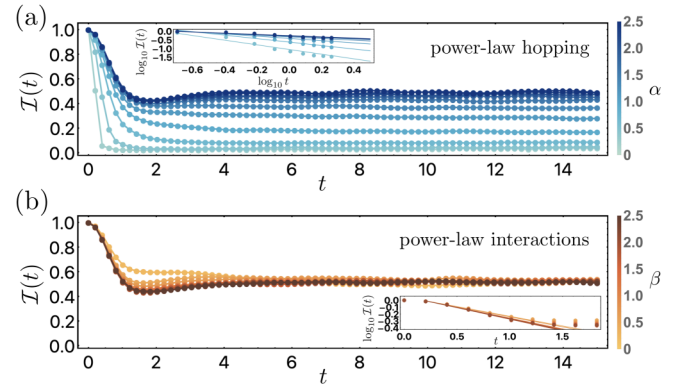 (a)
1.0
0.8
0.6
0.4
0.2
0.0
I(t)
0.0
-0.5
-1.0
-1.5
log₁₀ I(t)
-0.6 -0.4 -0.2 0.0 0.2 0.4
log₁₀ t
power-law hopping
0 2 4 6 8 10 12 14
t
2.5
2.0
1.5
1.0
0.5
0
α
(b)
1.0
0.8
0.6
0.4
0.2
0.0
I(t)
power-law interactions
0.0
-0.1
-0.2
-0.3
-0.4
log₁₀ I(t)
0.0 0.5 1.0 1.5
t
0 2 4 6 8 10 12 14
t
2.5
2.0
1.5
1.0
0.5
0
β